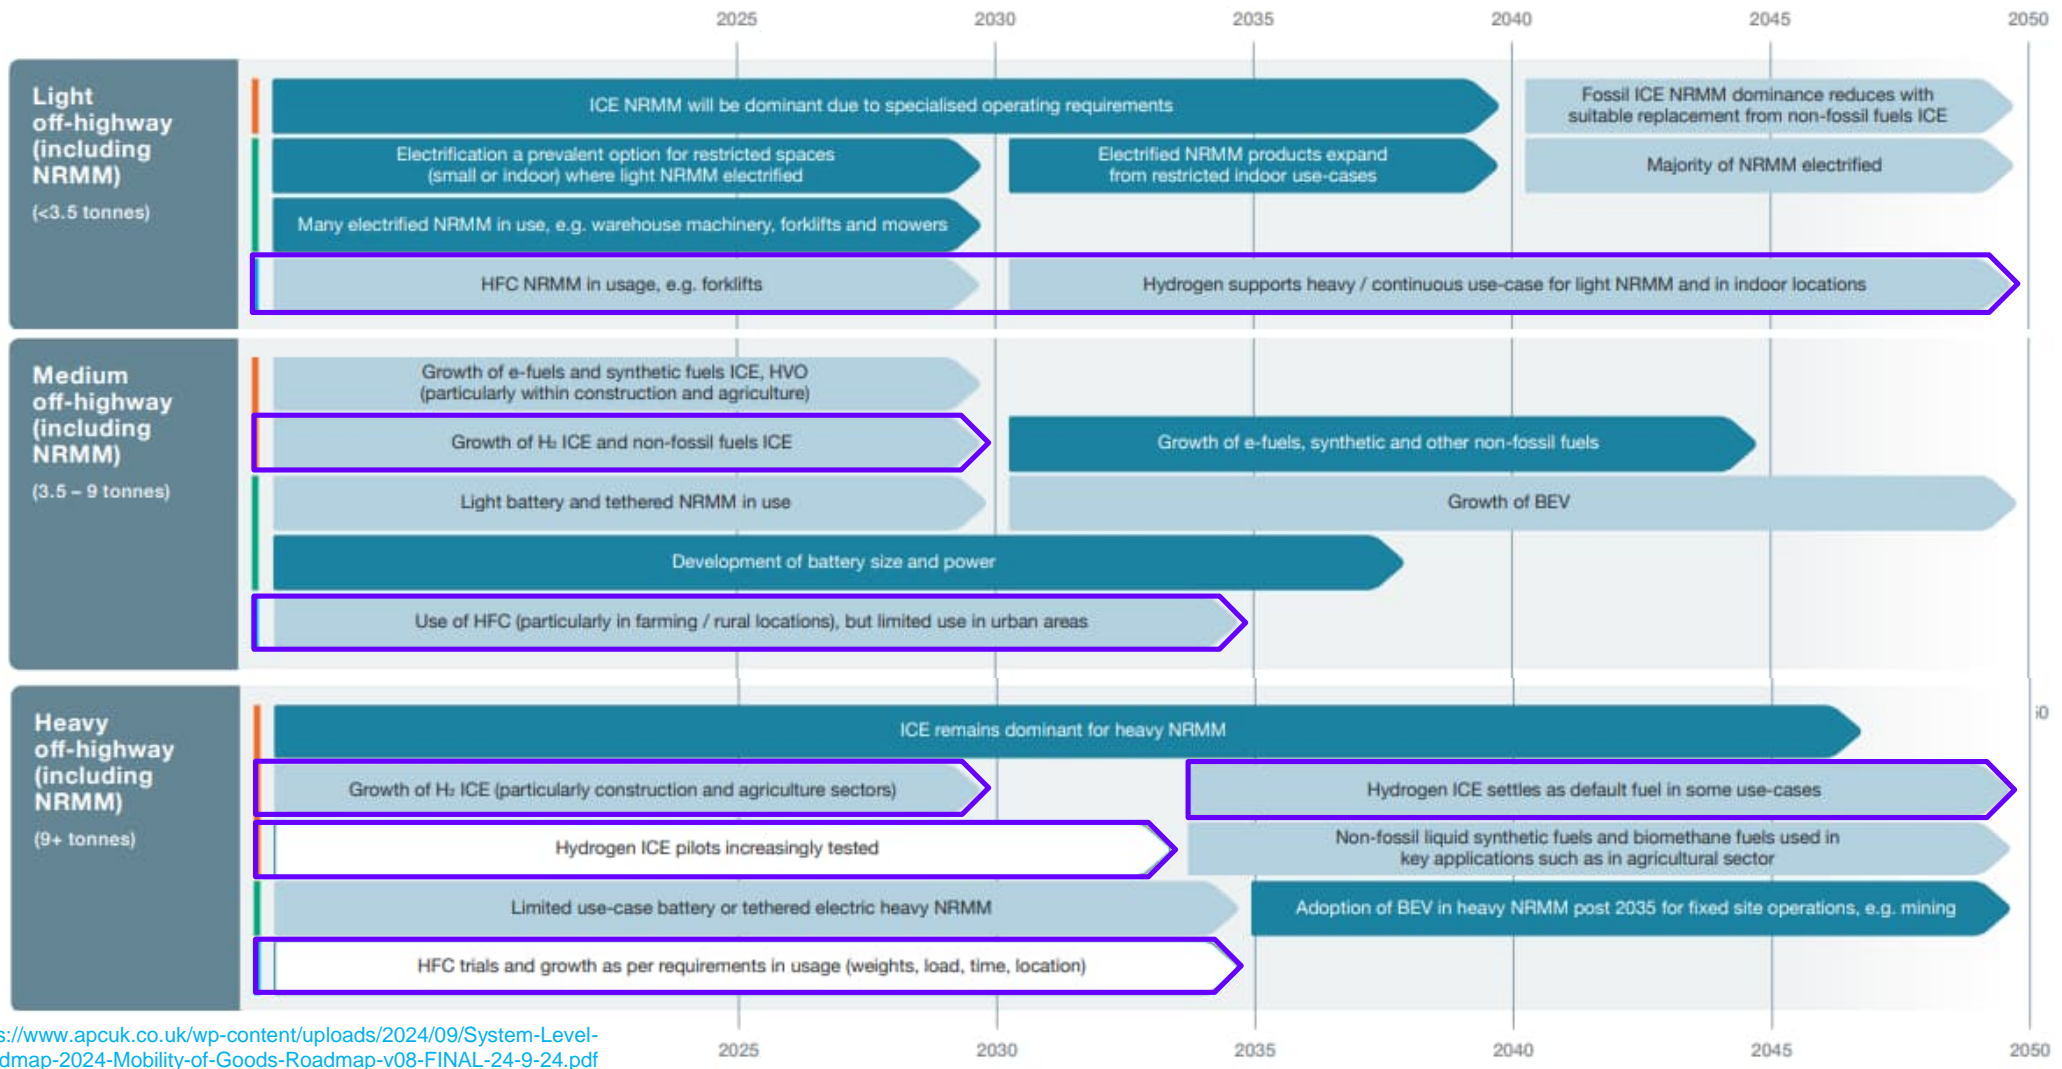 2025 2030 2035 2040 2045 2050
Light
off-highway
(including
NRMM)
(<3.5 tonnes)
ICE NRMM will be dominant due to specialised operating requirements
Fossil ICE NRMM dominance reduces with
suitable replacement from non-fossil fuels ICE
Electrification a prevalent option for restricted spaces
(small or indoor) where light NRMM electrified
Electrified NRMM products expand
from restricted indoor use-cases
Majority of NRMM electrified
Many electrified NRMM in use, e.g. warehouse machinery, forklifts and mowers
HFC NRMM in usage, e.g. forklifts
Hydrogen supports heavy / continuous use-case for light NRMM and in indoor locations
Medium
off-highway
(including
NRMM)
(3.5 – 9 tonnes)
Growth of e-fuels and synthetic fuels ICE, HVO
(particularly within construction and agriculture)
Growth of H₂ ICE and non-fossil fuels ICE
Growth of e-fuels, synthetic and other non-fossil fuels
Light battery and tethered NRMM in use
Growth of BEV
Development of battery size and power
Use of HFC (particularly in farming / rural locations), but limited use in urban areas
Heavy
off-highway
(including
NRMM)
(9+ tonnes)
ICE remains dominant for heavy NRMM
Growth of H₂ ICE (particularly construction and agriculture sectors)
Hydrogen ICE settles as default fuel in some use-cases
Hydrogen ICE pilots increasingly tested
Non-fossil liquid synthetic fuels and biomethane fuels used in
key applications such as in agricultural sector
Limited use-case battery or tethered electric heavy NRMM
Adoption of BEV in heavy NRMM post 2035 for fixed site operations, e.g. mining
HFC trials and growth as per requirements in usage (weights, load, time, location)
s://www.apcuk.co.uk/wp-content/uploads/2024/09/System-Level-
dmap-2024-Mobility-of-Goods-Roadmap-v08-FINAL-24-9-24.pdf
2025 2030 2035 2040 2045 2050